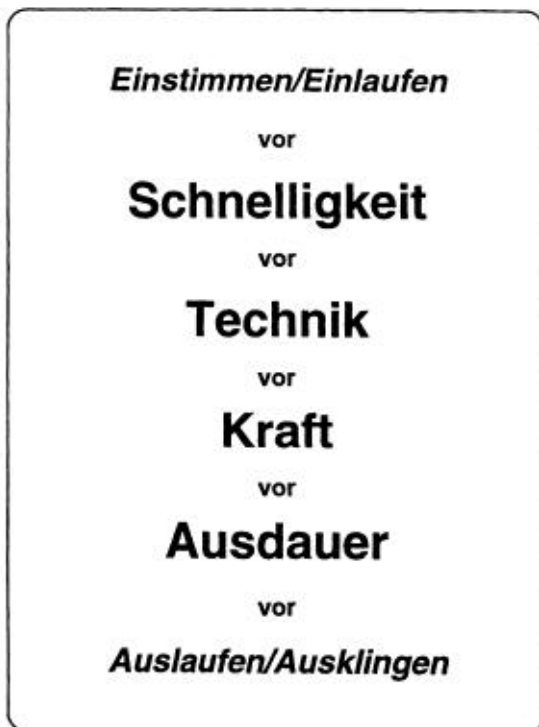 Einstimmen/Einlaufen
vor
Schnelligkeit
vor
Technik
vor
Kraft
vor
Ausdauer
vor
Auslaufen/Ausklingen